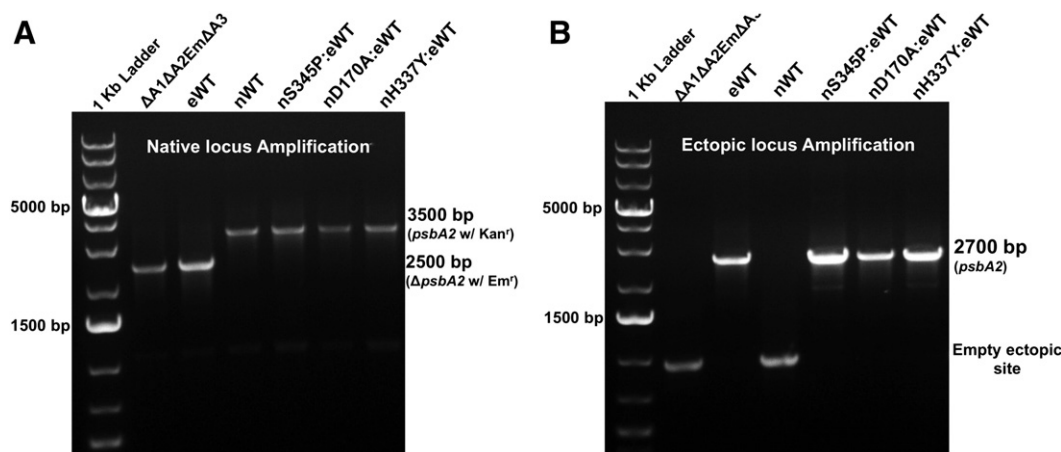 A
1 Kb Ladder
ΔA1ΔA2EmΔA3
eWT
nWT
nS345P:eWT
nD170A:eWT
nH337Y:eWT
Native locus Amplification
5000 bp
1500 bp
3500 bp
(psbA2 w/ Kanʳ)
2500 bp
(ΔpsbA2 w/ Emʳ)
B
1 Kb Ladder
ΔA1ΔA2EmΔA3
eWT
nWT
nS345P:eWT
nD170A:eWT
nH337Y:eWT
Ectopic locus Amplification
5000 bp
1500 bp
2700 bp
(psbA2)
Empty ectopic
site